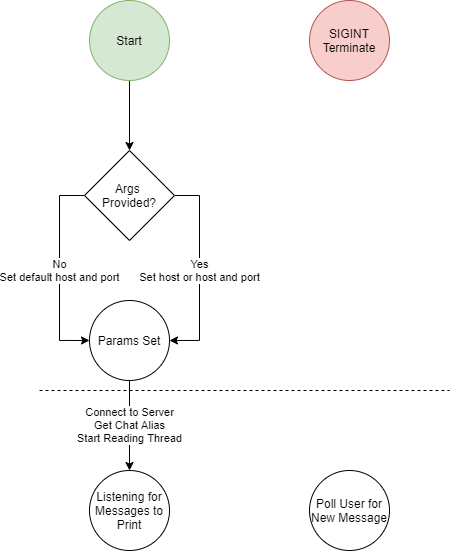 Start
SIGINT
Terminate
Args
Provided?
No
Set default host and port
Yes
Set host or host and port
Params Set
Connect to Server
Get Chat Alias
Start Reading Thread
Listening for
Messages to
Print
Poll User for
New Message